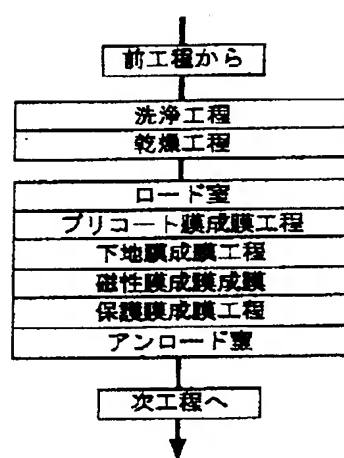 前工程から
洗浄工程
乾燥工程
ロード室
プリコート膜成膜工程
下地膜成膜工程
磁性膜成膜成膜
保護膜成膜工程
アンロード室
次工程へ